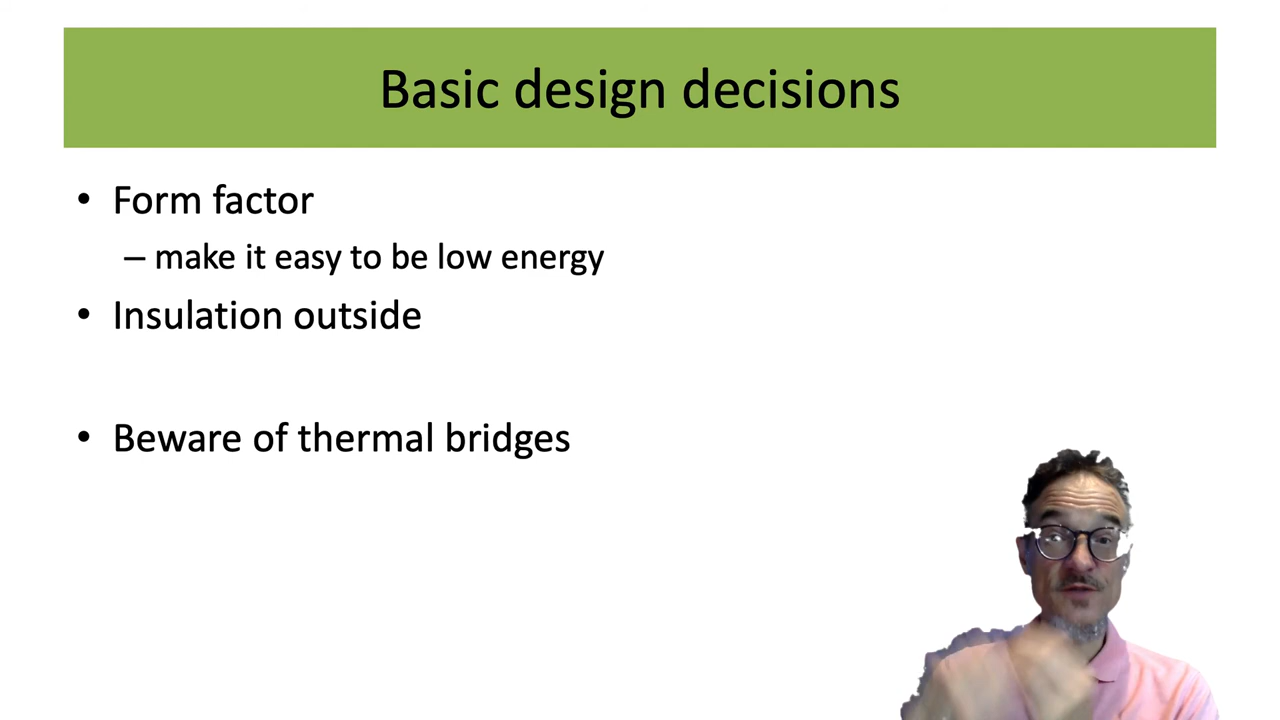 Basic design decisions
• Form factor
– make it easy to be low energy
• Insulation outside
• Beware of thermal bridges